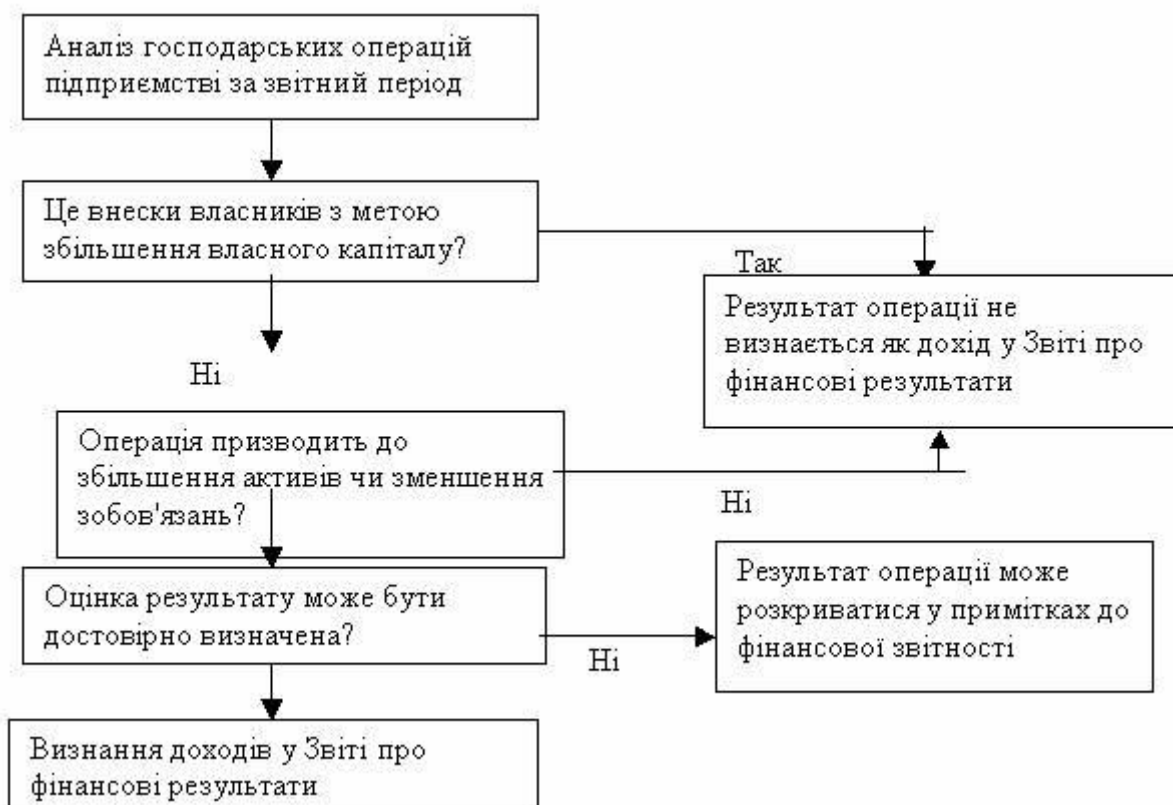 Аналіз господарських операцій
підприємстві за звітний період
Це внески власників з метою
збільшення власного капіталу?
Так
Результат операції не
визнається як дохід у Звіті про
фінансові результати
Ні
Операція призводить до
збільшення активів чи зменшення
зобов'язань?
Ні
Оцінка результату може бути
достовірно визначена?
Ні
Результат операції може
розкриватися у примітках до
фінансової звітності
Визнання доходів у Звіті про
фінансові результати